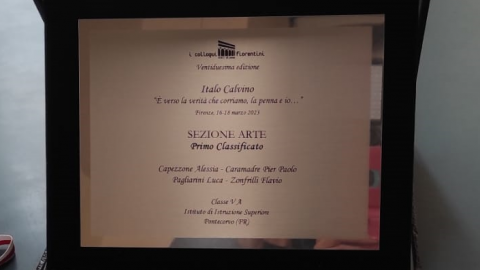 i colloqui fiorentini
Ventiduesima edizione
Italo Calvino
"È verso la verità che corriamo, la penna e io…"
Firenze, 16-18 marzo 2023
SEZIONE ARTE
Primo Classificato
Capezzone Alessia - Caramadre Pier Paolo
Pagliarini Luca - Zonfrilli Flavio
Classe V A
Istituto di Istruzione Superiore
Pontecorvo (FR)